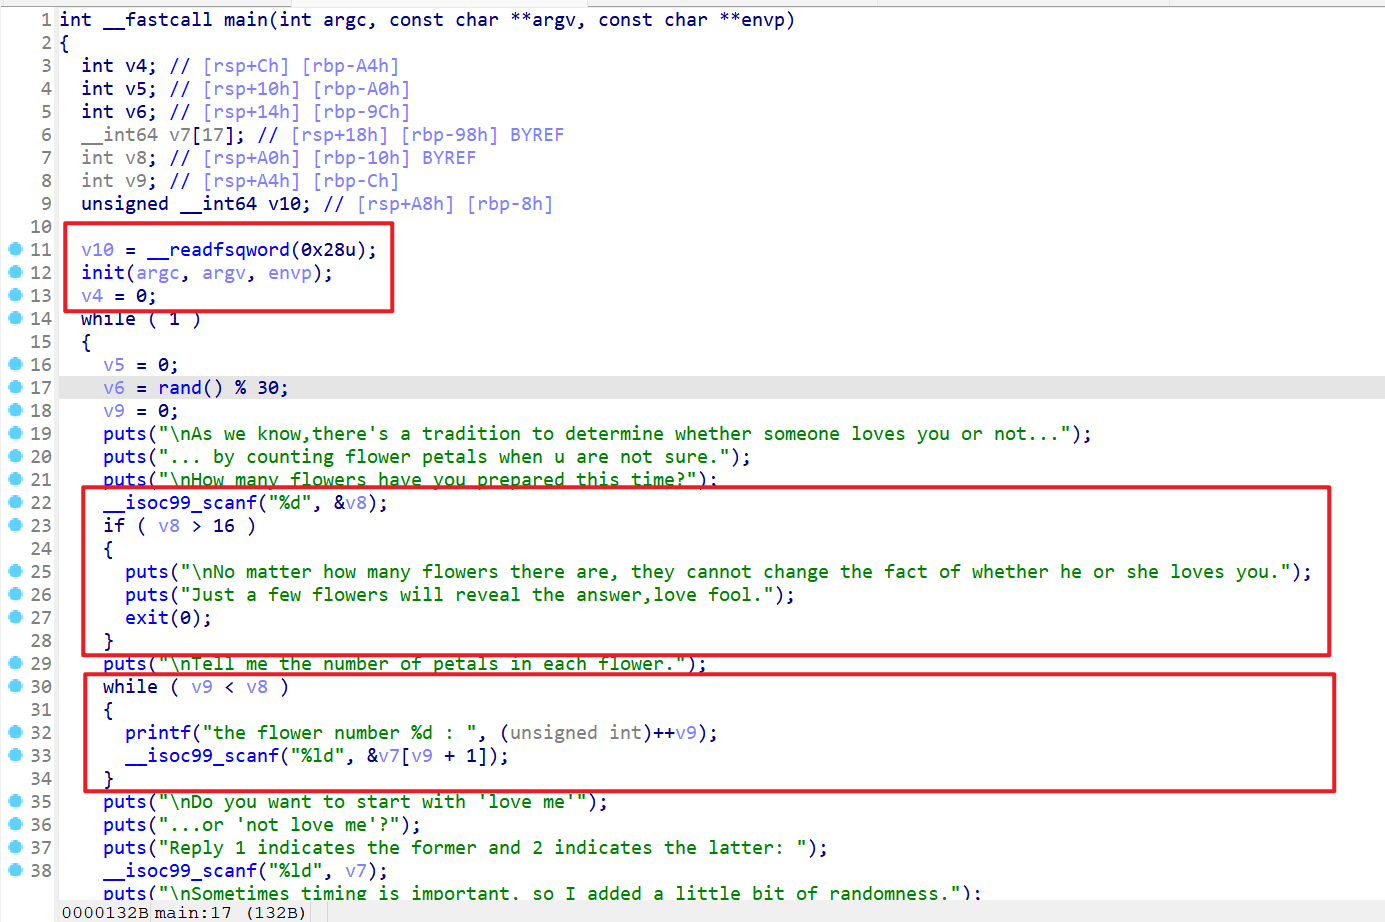 1 int __fastcall main(int argc, const char **argv, const char **envp)
2 {
3 int v4; // [rsp+Ch] [rbp-A4h]
4 int v5; // [rsp+10h] [rbp-A0h]
5 int v6; // [rsp+14h] [rbp-9Ch]
6 __int64 v7[17]; // [rsp+18h] [rbp-98h] BYREF
7 int v8; // [rsp+A0h] [rbp-10h] BYREF
8 int v9; // [rsp+A4h] [rbp-Ch]
9 unsigned __int64 v10; // [rsp+A8h] [rbp-8h]
10
11 v10 = __readfsqword(0x28u);
12 init(argc, argv, envp);
13 v4 = 0;
14 while ( 1 )
15 {
16 v5 = 0;
17 v6 = rand() % 30;
18 v9 = 0;
19 puts("\nAs we know,there's a tradition to determine whether someone loves you or not...");
20 puts("... by counting flower petals when u are not sure.");
21 puts("\nHow many flowers have you prepared this time?");
22 __isoc99_scanf("%d", &v8);
23 if ( v8 > 16 )
24 {
25 puts("\nNo matter how many flowers there are, they cannot change the fact of whether he or she loves you.");
26 puts("Just a few flowers will reveal the answer,love fool.");
27 exit(0);
28 }
29 puts("\nTell me the number of petals in each flower.");
30 while ( v9 < v8 )
31 {
32 printf("the flower number %d : ", (unsigned int)++v9);
33 __isoc99_scanf("%ld", &v7[v9 + 1]);
34 }
35 puts("\nDo you want to start with 'love me'");
36 puts("...or 'not love me'?");
37 puts("Reply 1 indicates the former and 2 indicates the latter: ");
38 __isoc99_scanf("%ld", v7);
puts("\nSometimes timing is important, so I added a little bit of randomness.");
0000132B main:17 (132B)